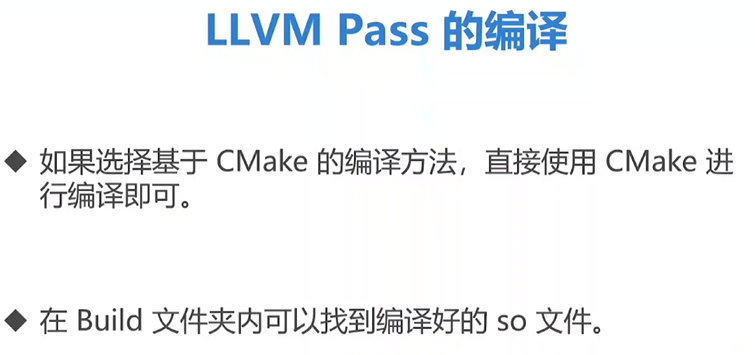 LLVM Pass 的编译
◆ 如果选择基于 CMake 的编译方法，直接使用 CMake 进
行编译即可。
◆ 在 Build 文件夹内可以找到编译好的 so 文件。